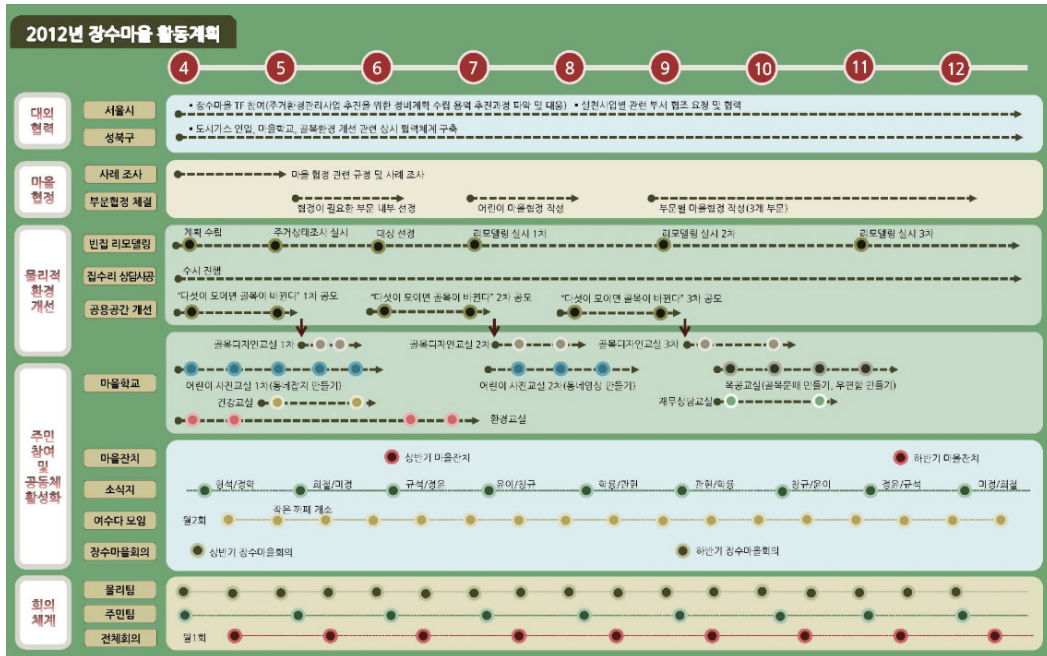 2012년 장수마을 활동계획
4 5 6 7 8 9 10 11 12
대외
협력
서울시
• 장수마을 TF 참여(주거환경관리사업 추진을 위한 정비계획 수립 용역 추진과정 파악 및 대응) • 실천사업별 관련 부서 협조 요청 및 협력
성북구
• 도시가스 인입, 마을학교, 골목환경 개선 관련 상시 협력체계 구축
마을
협정
사례 조사
마을 협정 관련 규정 및 사례 조사
부문협정 체결
협정이 필요한 부문 내부 선정
어린이 마을협정 작성
부문별 마을협정 작성(3개 부문)
물리적
환경
개선
빈집 리모델링
계획 수립
주거상태조사 실시
대상 선정
리모델링 실시 1차
리모델링 실시 2차
리모델링 실시 3차
집수리 상담시공
수시 진행
공용공간 개선
"다섯이 모이면 골목이 바뀐다" 1차 공모
"다섯이 모이면 골목이 바뀐다" 2차 공모
"다섯이 모이면 골목이 바뀐다" 3차 공모
주민
참여
및
공동체
활성화
마을학교
골목디자인교실 1차
골목디자인교실 2차
골목디자인교실 3차
어린이 사진교실 1차(동네잡지 만들기)
어린이 사진교실 2차(동네영상 만들기)
목공교실(골목문패 만들기, 우편함 만들기)
건강교실
재무상담교실
환경교실
마을잔치
상반기 마을잔치
하반기 마을잔치
소식지
형석/정학
희철/미경
규석/정윤
윤이/창규
학룡/관현
관현/학룡
창규/윤이
정윤/규석
미경/희철
여수다 모임
월2회
작은 까페 개소
장수마을회의
상반기 장수마을회의
하반기 장수마을회의
회의
체계
물리팀
주민팀
전체회의
월1회